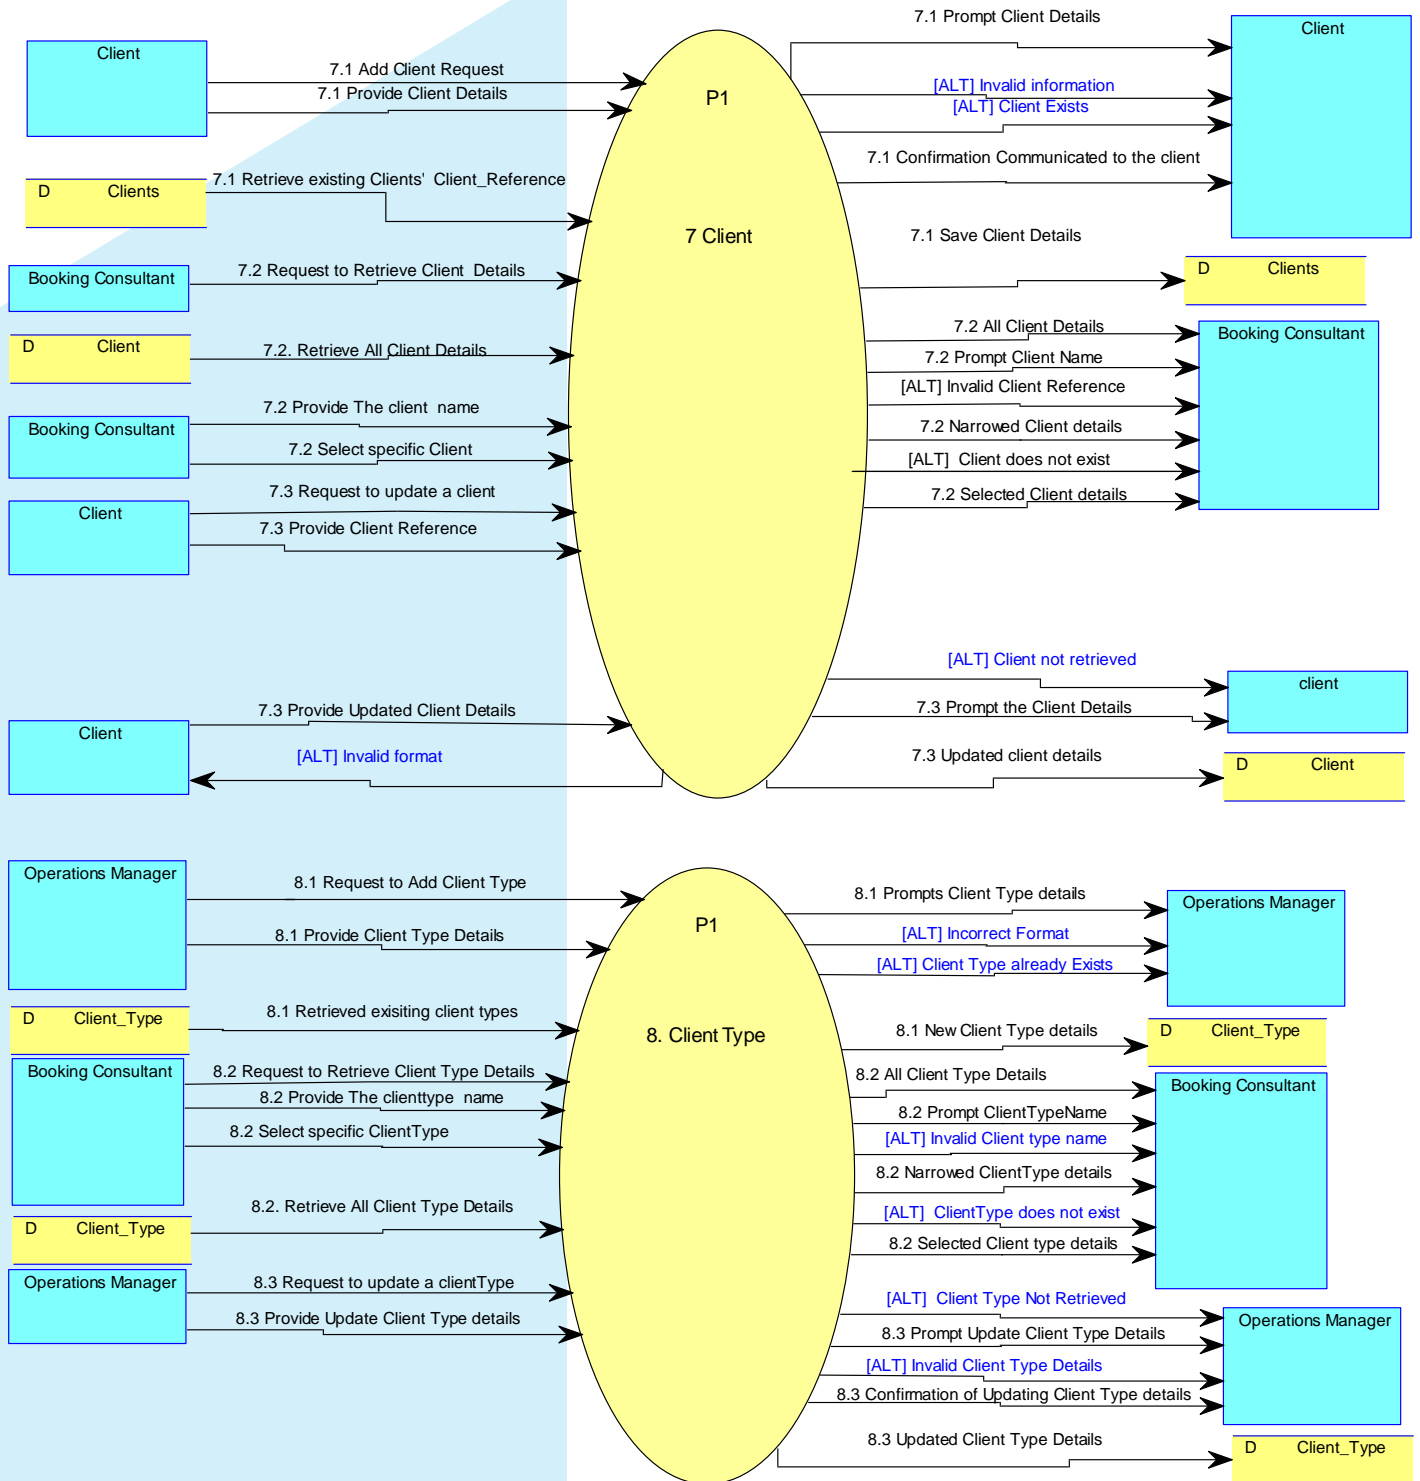 7.1 Prompt Client Details
Client
Client
7.1 Add Client Request
7.1 Provide Client Details
P1
[ALT] Invalid information
[ALT] Client Exists
7.1 Confirmation Communicated to the client
D Clients
7.1 Retrieve existing Clients' Client_Reference
7 Client
7.1 Save Client Details
D Clients
Booking Consultant
7.2 Request to Retrieve Client Details
D Client
7.2. Retrieve All Client Details
7.2 All Client Details
Booking Consultant
7.2 Prompt Client Name
[ALT] Invalid Client Reference
7.2 Narrowed Client details
[ALT] Client does not exist
7.2 Selected Client details
Booking Consultant
7.2 Provide The client name
7.2 Select specific Client
Client
7.3 Request to update a client
7.3 Provide Client Reference
[ALT] Client not retrieved
client
7.3 Prompt the Client Details
Client
7.3 Provide Updated Client Details
[ALT] Invalid format
7.3 Updated client details
D Client
Operations Manager
8.1 Request to Add Client Type
8.1 Provide Client Type Details
P1
8.1 Prompts Client Type details
Operations Manager
[ALT] Incorrect Format
[ALT] Client Type already Exists
D Client_Type
8.1 Retrieved exisiting client types
8. Client Type
8.1 New Client Type details
D Client_Type
Booking Consultant
8.2 Request to Retrieve Client Type Details
8.2 Provide The clienttype name
8.2 Select specific ClientType
8.2 All Client Type Details
Booking Consultant
8.2 Prompt ClientTypeName
[ALT] Invalid Client type name
8.2 Narrowed ClientType details
[ALT] ClientType does not exist
8.2 Selected Client type details
D Client_Type
8.2. Retrieve All Client Type Details
Operations Manager
8.3 Request to update a clientType
8.3 Provide Update Client Type details
[ALT] Client Type Not Retrieved
Operations Manager
8.3 Prompt Update Client Type Details
[ALT] Invalid Client Type Details
8.3 Confirmation of Updating Client Type details
8.3 Updated Client Type Details
D Client_Type